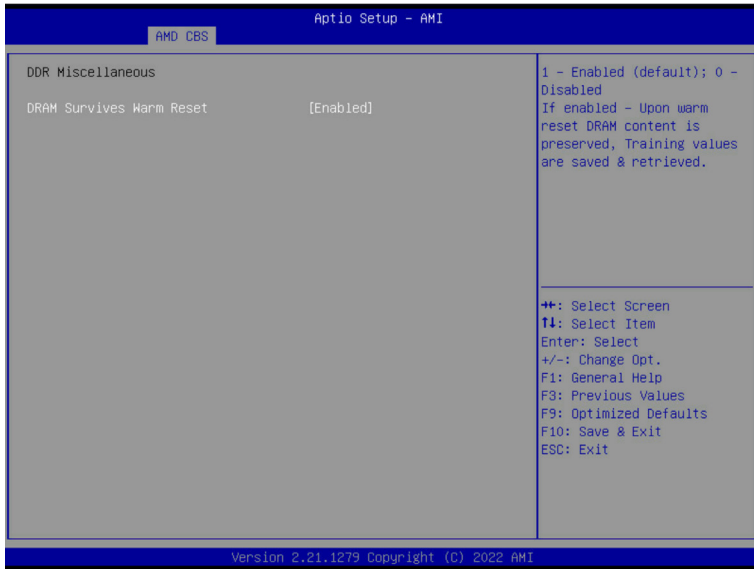 Aptio Setup – AMI
AMD CBS
DDR Miscellaneous
DRAM Survives Warm Reset [Enabled]
1 – Enabled (default); 0 –
Disabled
If enabled – Upon warm
reset DRAM content is
preserved, Training values
are saved & retrieved.
→←: Select Screen
↑↓: Select Item
Enter: Select
+/-: Change Opt.
F1: General Help
F3: Previous Values
F9: Optimized Defaults
F10: Save & Exit
ESC: Exit
Version 2.21.1279 Copyright (C) 2022 AMI